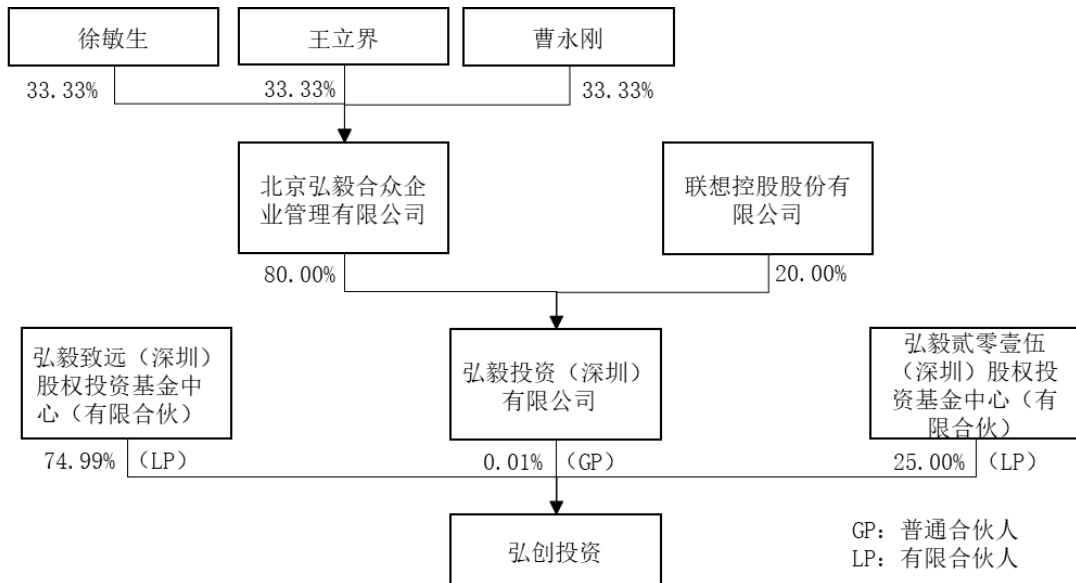 徐敏生
王立界
曹永刚
33.33%
33.33%
33.33%
北京弘毅合众企
业管理有限公司
联想控股股份有
限公司
80.00%
20.00%
弘毅致远（深圳）
股权投资基金中
心（有限合伙）
弘毅投资（深圳）
有限公司
弘毅贰零壹伍
（深圳）股权投
资基金中心（有
限合伙）
74.99%（LP）
0.01%（GP）
25.00%（LP）
弘创投资
GP：普通合伙人
LP：有限合伙人